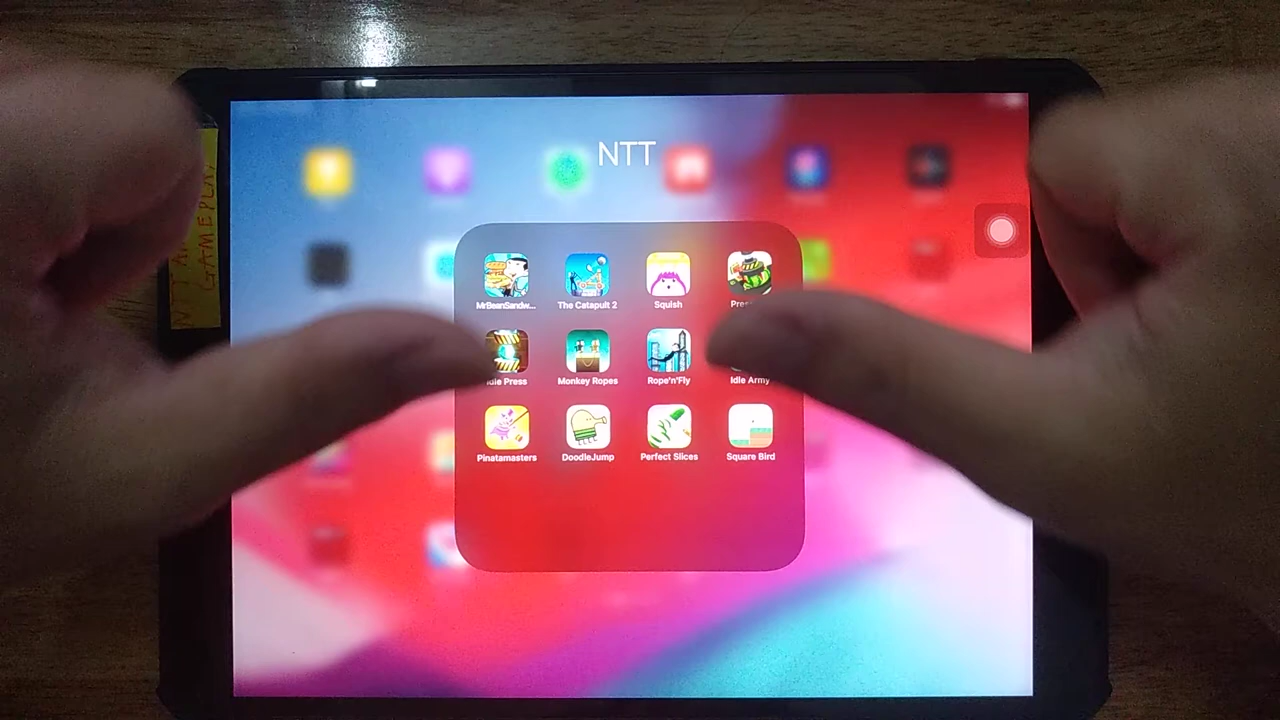 NTT
GAMEPLAY
MrBeanSandw...
The Catapult 2
Squish
Idle Press
Monkey Ropes
Rope'n'Fly
Idle Army
Pinatamasters
DoodleJump
Perfect Slices
Square Bird